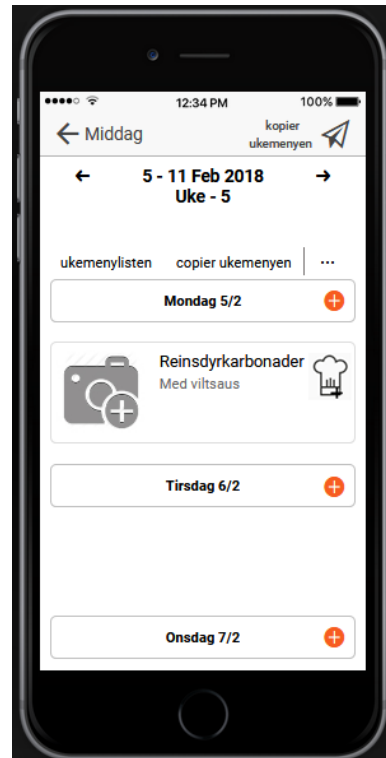 12:34 PM
100%
Middag
kopier
ukemenyen
5 - 11 Feb 2018
Uke - 5
ukemenylisten
copier ukemenyen
...
Mondag 5/2
Reinsdyrkarbonader
Med viltsaus
Tirsdag 6/2
Onsdag 7/2